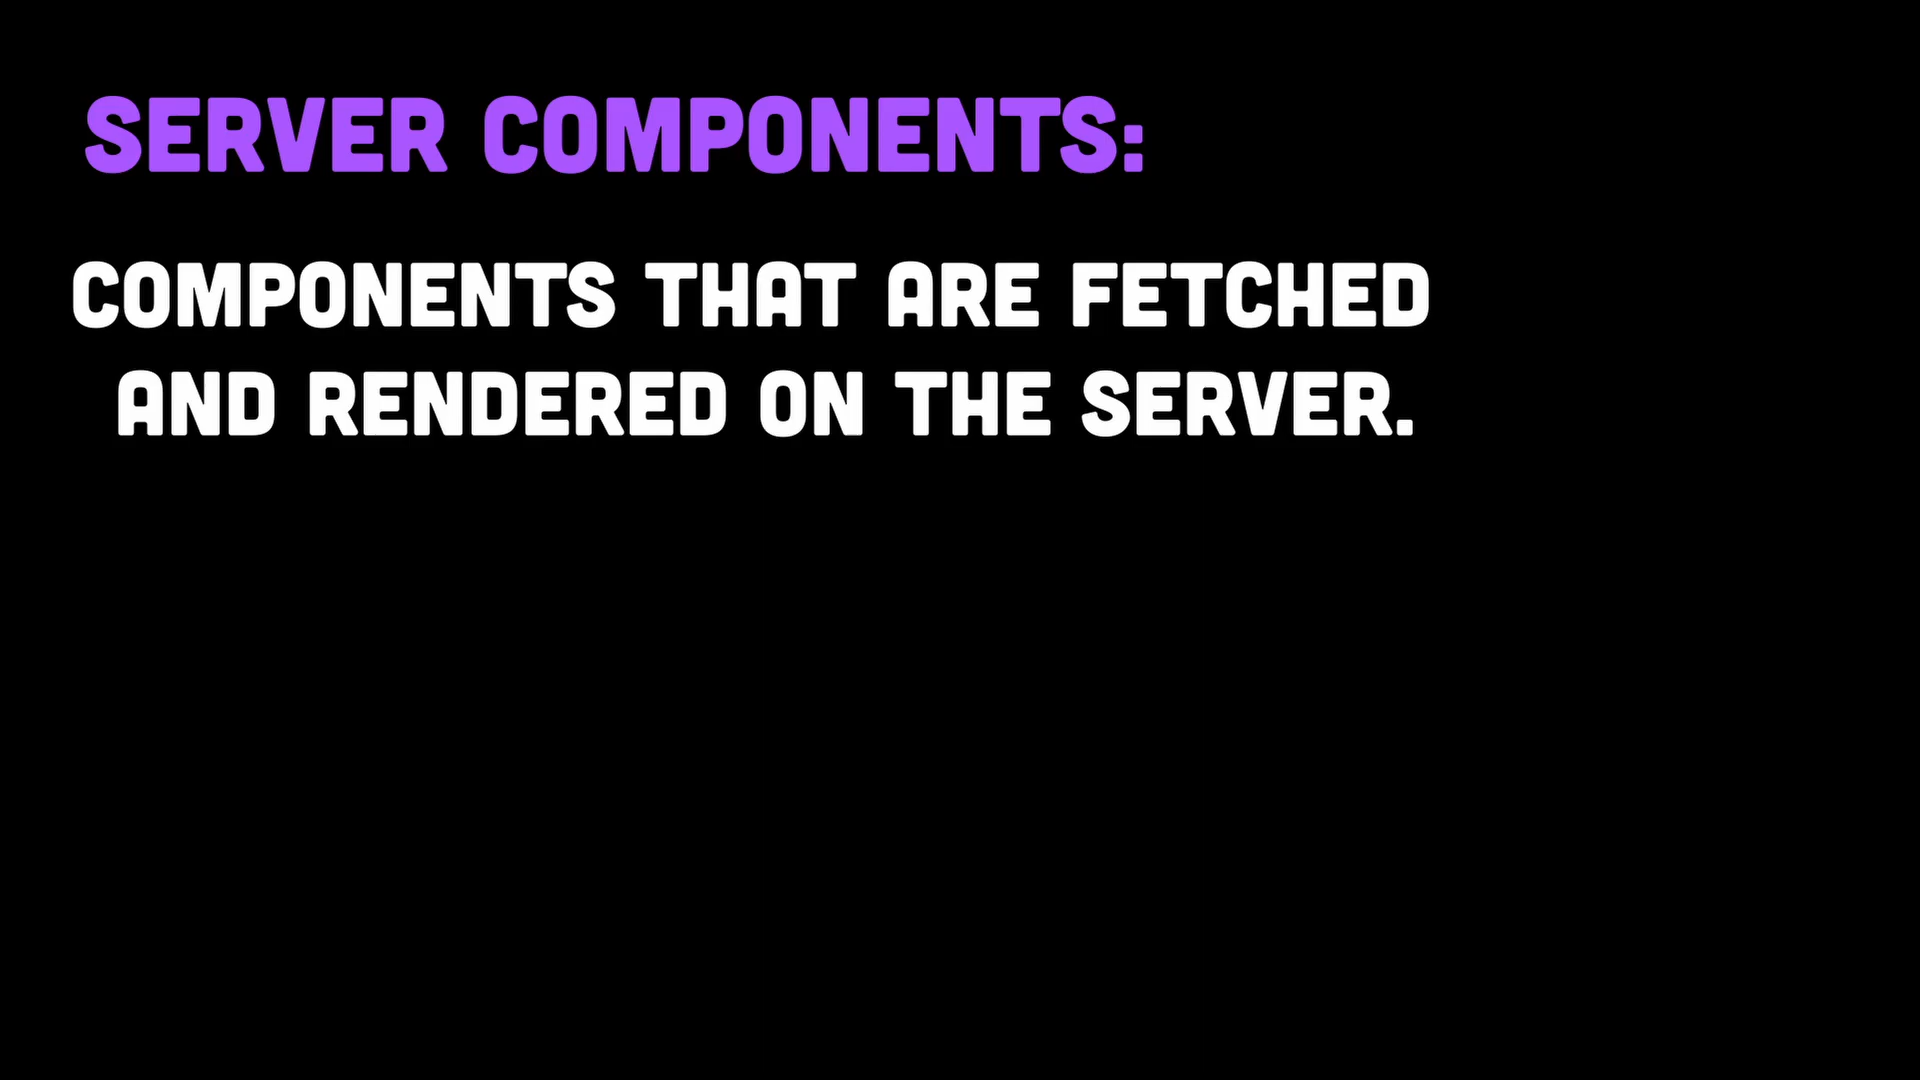 SERVER COMPONENTS:
COMPONENTS THAT ARE FETCHED
AND RENDERED ON THE SERVER.